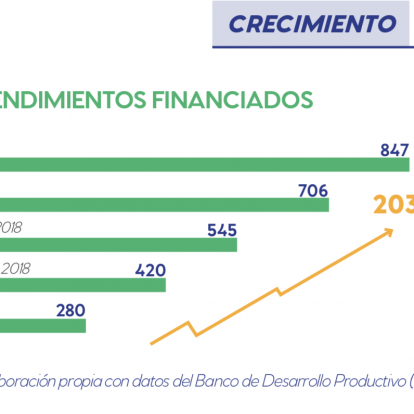 CRECIMIENTO
ENDIMIENTOS FINANCIADOS
847
706
203
2018
545
2018
420
280
boración propia con datos del Banco de Desarrollo Productivo (